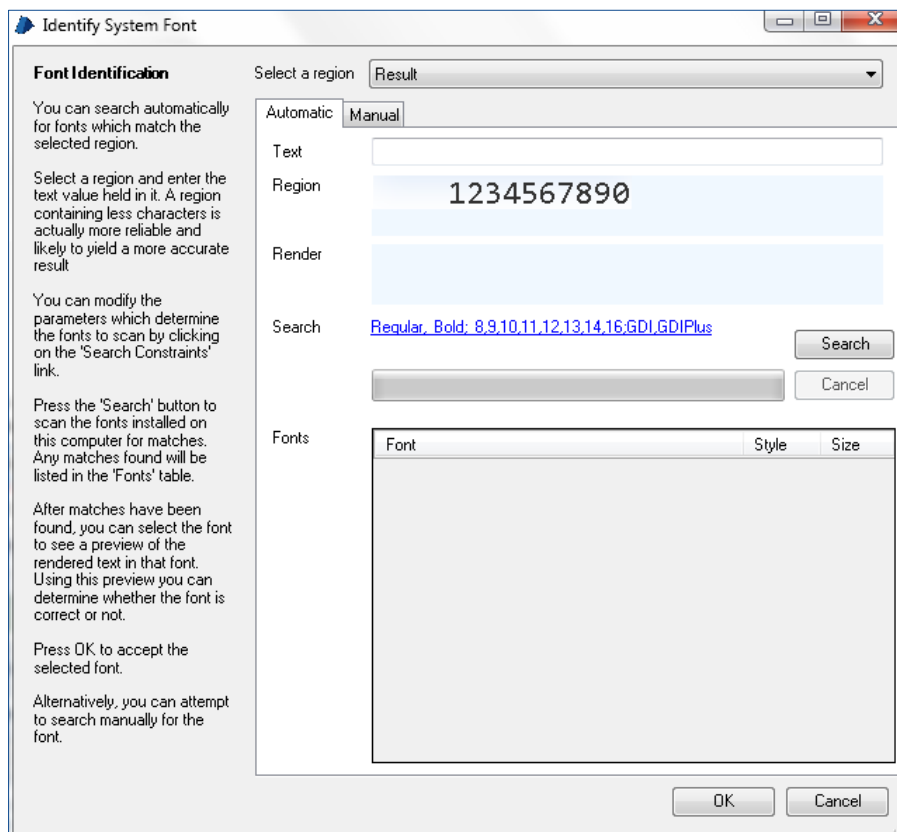 Identify System Font
Font Identification
You can search automatically
for fonts which match the
selected region.
Select a region and enter the
text value held in it. A region
containing less characters is
actually more reliable and
likely to yield a more accurate
result
You can modify the
parameters which determine
the fonts to scan by clicking
on the 'Search Constraints'
link.
Press the 'Search' button to
scan the fonts installed on
this computer for matches.
Any matches found will be
listed in the 'Fonts' table.
After matches have been
found, you can select the font
to see a preview of the
rendered text in that font.
Using this preview you can
determine whether the font is
correct or not.
Press OK to accept the
selected font.
Alternatively, you can attempt
to search manually for the
font.
Select a region Result
Automatic Manual
Text
Region 1234567890
Render
Search Regular, Bold; 8,9,10,11,12,13,14,16;GDI,GDIPlus
Search
Cancel
Fonts Font Style Size
OK Cancel